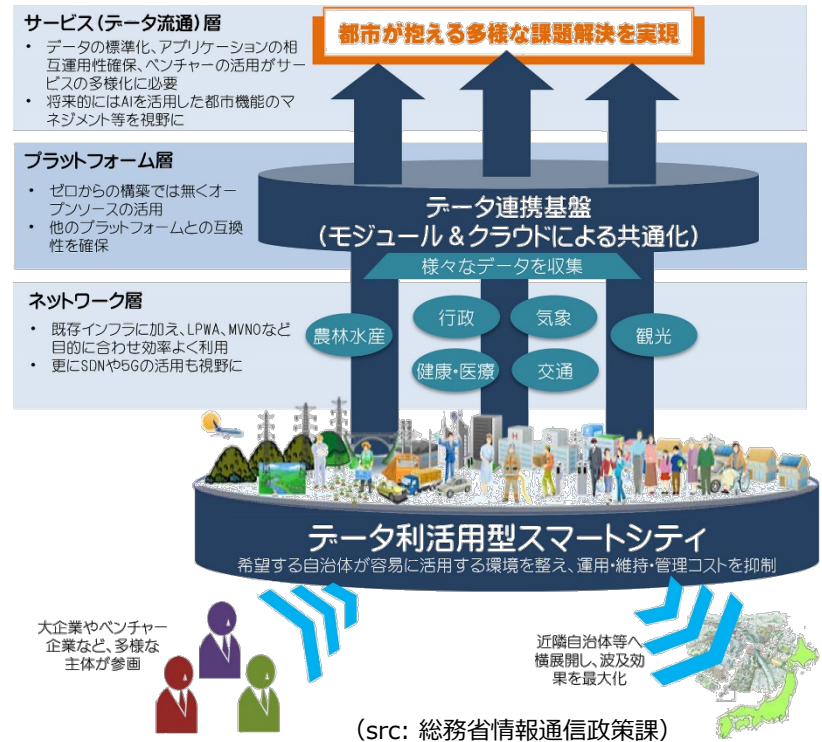 サービス(データ流通)層
• データの標準化、アプリケーションの相
互運用性確保、ベンチャーの活用がサー
ビスの多様化に必要
• 将来的にはAIを活用した都市機能のマ
ネジメント等を視野に
都市が抱える多様な課題解決を実現
プラットフォーム層
• ゼロからの構築では無くオー
プンソースの活用
• 他のプラットフォームとの互換
性を確保
データ連携基盤
(モジュール＆クラウドによる共通化)
様々なデータを収集
ネットワーク層
• 既存インフラに加え、LPWA、MVNOなど
目的に合わせ効率よく利用
• 更にSDNや5Gの活用も視野に
農林水産
行政
気象
観光
健康・医療
交通
H
データ利活用型スマートシティ
希望する自治体が容易に活用する環境を整え、運用・維持・管理コストを抑制
大企業やベンチャー
企業など、多様な
主体が参画
近隣自治体等へ
横展開し、波及効
果を最大化
(src: 総務省情報通信政策課)